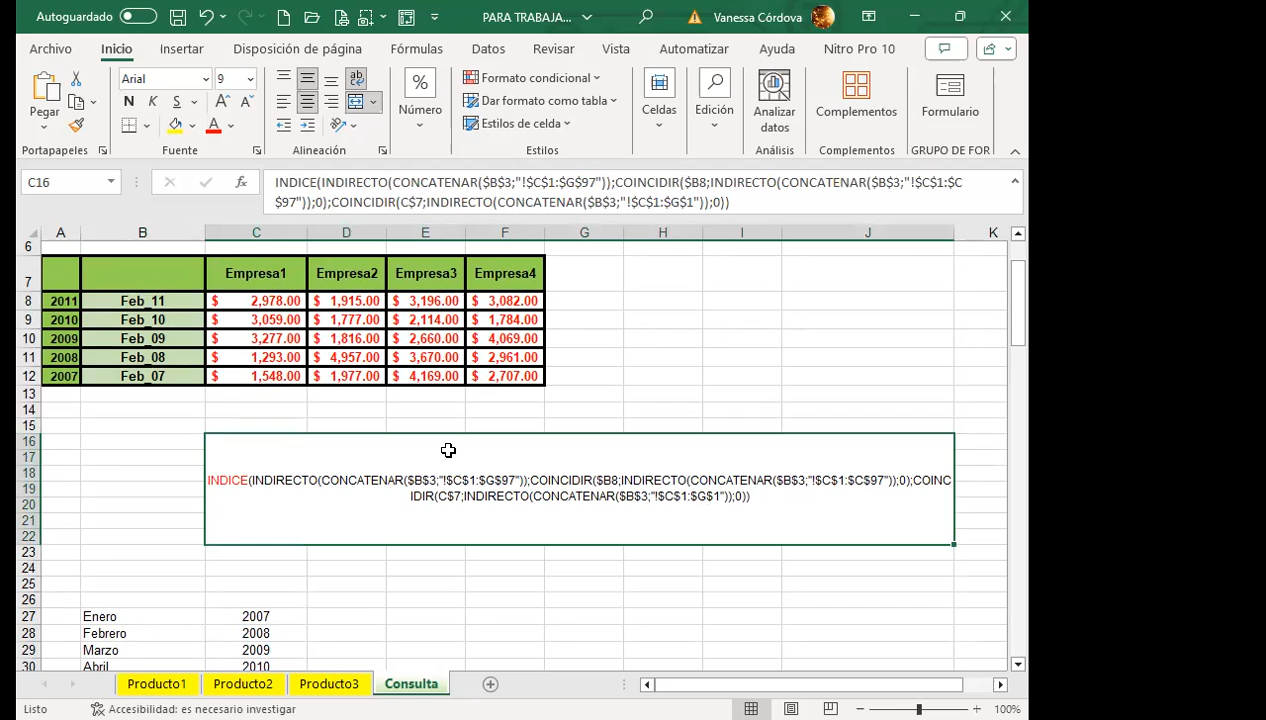 Autoguardado
PARA TRABAJA...
Vanessa Córdova
Archivo Inicio Insertar Disposición de página Fórmulas Datos Revisar Vista Automatizar Ayuda Nitro Pro 10
Pegar
Arial 9
N K S
A A
A
ab
%
Número
Formato condicional
Dar formato como tabla
Estilos de celda
Celdas
Edición
Analizar datos
Complementos
Formulario
Portapapeles Fuente Alineación Estilos Análisis Complementos GRUPO DE FOR
C16 fx
INDICE(INDIRECTO(CONCATENAR($B$3;"!$C$1:$G$97"));COINCIDIR($B8;INDIRECTO(CONCATENAR($B$3;"!$C$1:$C
$97"));0);COINCIDIR(C$7;INDIRECTO(CONCATENAR($B$3;"!$C$1:$G$1"));0))
A B C D E F G H I J K
6
7 Empresa1 Empresa2 Empresa3 Empresa4
8 2011 Feb_11 $ 2,978.00 $ 1,915.00 $ 3,196.00 $ 3,082.00
9 2010 Feb_10 $ 3,059.00 $ 1,777.00 $ 2,114.00 $ 1,784.00
10 2009 Feb_09 $ 3,277.00 $ 1,816.00 $ 2,660.00 $ 4,069.00
11 2008 Feb_08 $ 1,293.00 $ 4,957.00 $ 3,670.00 $ 2,961.00
12 2007 Feb_07 $ 1,548.00 $ 1,977.00 $ 4,169.00 $ 2,707.00
13
14
15
16
17
18
INDICE(INDIRECTO(CONCATENAR($B$3;"!$C$1:$G$97"));COINCIDIR($B8;INDIRECTO(CONCATENAR($B$3;"!$C$1:$C$97"));0);COINC
19
IDIR(C$7;INDIRECTO(CONCATENAR($B$3;"!$C$1:$G$1"));0))
20
21
22
23
24
25
26
27 Enero 2007
28 Febrero 2008
29 Marzo 2009
30 Abril 2010
Producto1 Producto2 Producto3 Consulta
Listo Accesibilidad: es necesario investigar 100%